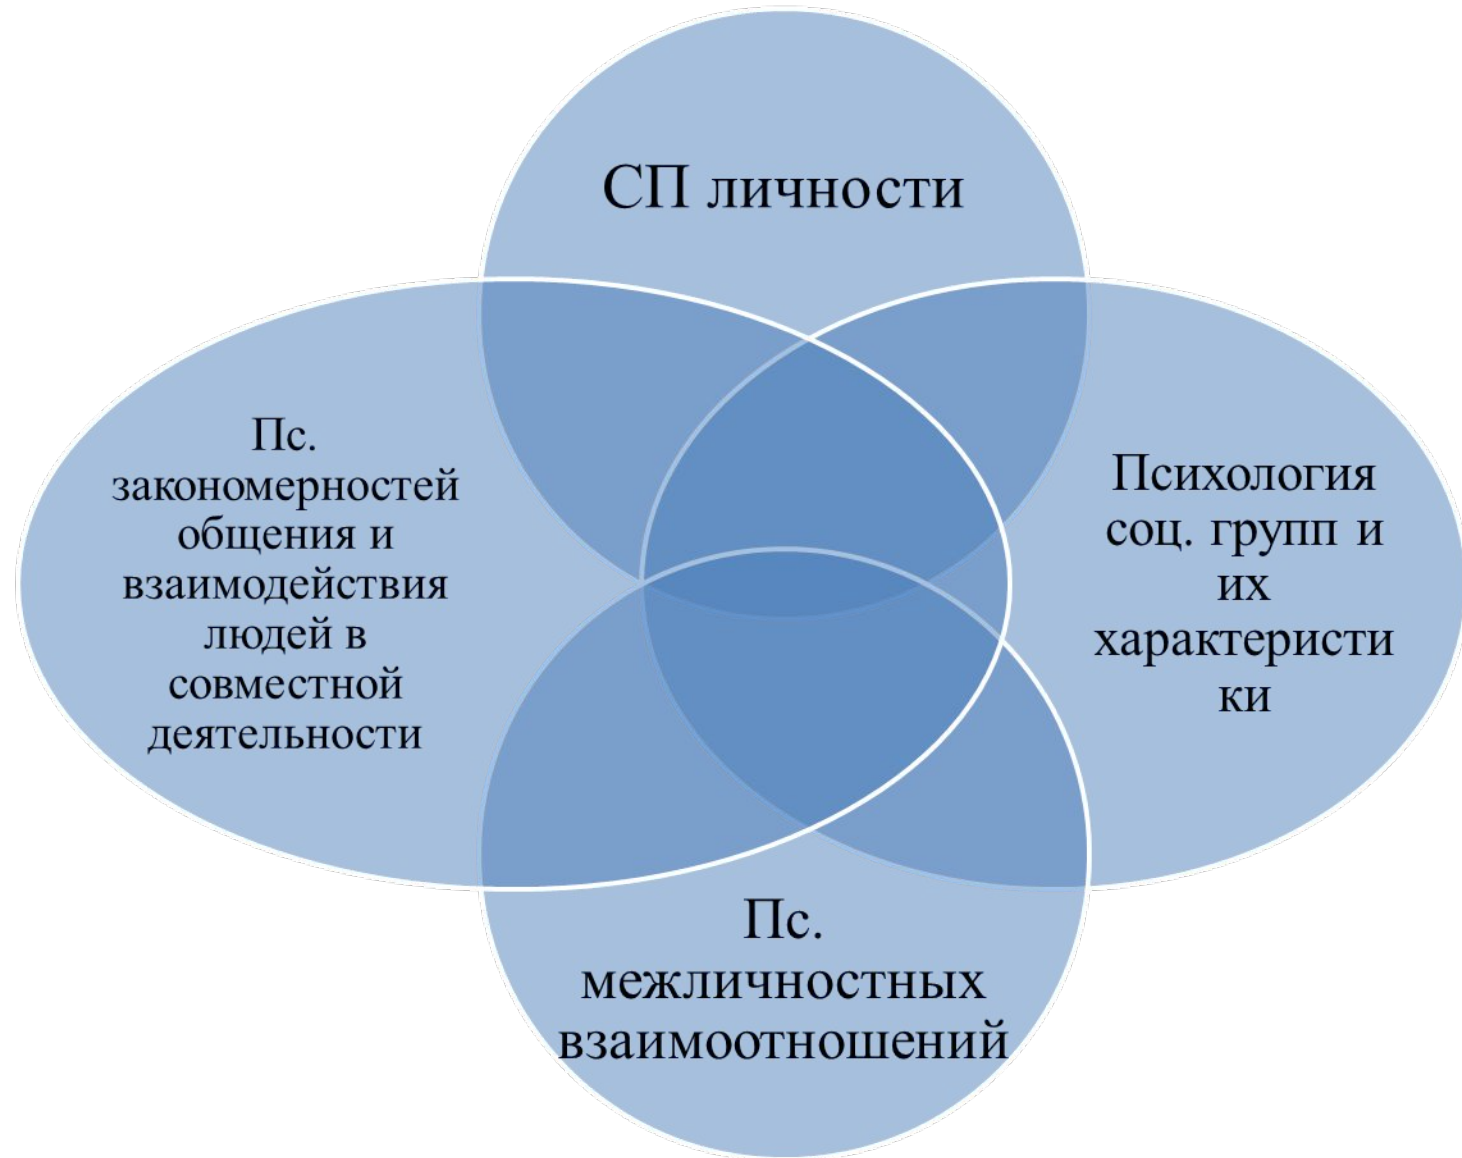 СП личности
Пс.
закономерностей
общения и
взаимодействия
людей в
совместной
деятельности
Психология
соц. групп и
их
характеристи
ки
Пс.
межличностных
взаимоотношений